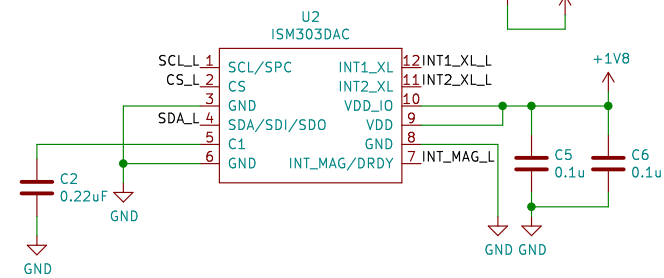 U2
ISM303DAC
+1V8
SCL_L 1 SCL/SPC INT1_XL 12 INT1_XL_L
CS_L 2 CS INT2_XL 11 INT2_XL_L
3 GND VDD_IO 10
SDA_L 4 SDA/SDI/SDO VDD 9
5 C1 GND 8
6 GND INT_MAG/DRDY 7 INT_MAG_L
C5
0.1u
C6
0.1u
C2
0.22uF
GND
GND
GND
GND